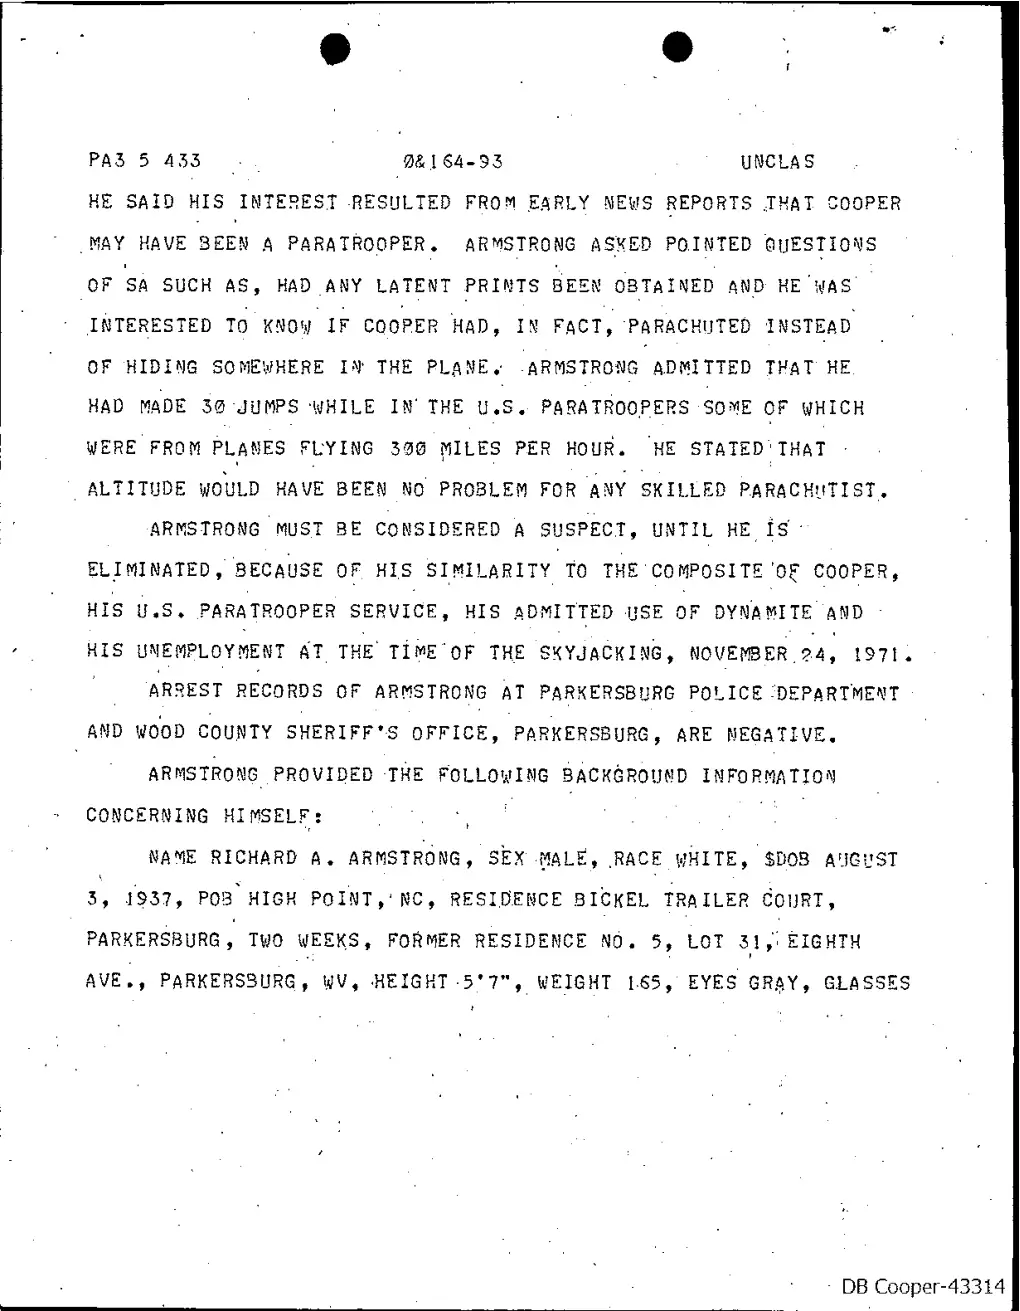 PA3 5 433 0&164-93 UNCLAS
HE SAID HIS INTEREST RESULTED FROM EARLY NEWS REPORTS THAT COOPER
MAY HAVE BEEN A PARATROOPER. ARMSTRONG ASKED POINTED QUESTIONS
OF SA SUCH AS, HAD ANY LATENT PRINTS BEEN OBTAINED AND HE WAS
INTERESTED TO KNOW IF COOPER HAD, IN FACT, PARACHUTED INSTEAD
OF HIDING SOMEWHERE IN THE PLANE. ARMSTRONG ADMITTED THAT HE
HAD MADE 30 JUMPS WHILE IN THE U.S. PARATROOPERS SOME OF WHICH
WERE FROM PLANES FLYING 300 MILES PER HOUR. HE STATED THAT
ALTITUDE WOULD HAVE BEEN NO PROBLEM FOR ANY SKILLED PARACHUTIST.
ARMSTRONG MUST BE CONSIDERED A SUSPECT, UNTIL HE IS
ELIMINATED, BECAUSE OF HIS SIMILARITY TO THE COMPOSITE OF COOPER,
HIS U.S. PARATROOPER SERVICE, HIS ADMITTED USE OF DYNAMITE AND
HIS UNEMPLOYMENT AT THE TIME OF THE SKYJACKING, NOVEMBER 24, 1971.
ARREST RECORDS OF ARMSTRONG AT PARKERSBURG POLICE DEPARTMENT
AND WOOD COUNTY SHERIFF'S OFFICE, PARKERSBURG, ARE NEGATIVE.
ARMSTRONG PROVIDED THE FOLLOWING BACKGROUND INFORMATION
CONCERNING HIMSELF:
NAME RICHARD A. ARMSTRONG, SEX MALE, RACE WHITE, $DOB AUGUST
3, 1937, POB HIGH POINT, NC, RESIDENCE BICKEL TRAILER COURT,
PARKERSBURG, TWO WEEKS, FORMER RESIDENCE NO. 5, LOT 31, EIGHTH
AVE., PARKERSBURG, WV, HEIGHT 5'7", WEIGHT 165, EYES GRAY, GLASSES
DB Cooper-43314